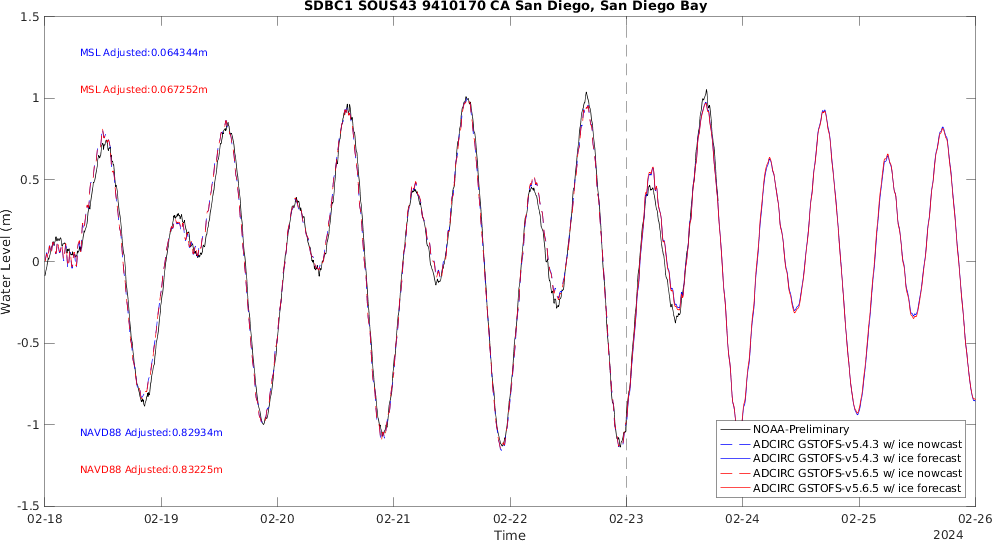 SDBC1 SOUS43 9410170 CA San Diego, San Diego Bay
1.5
MSL Adjusted:0.064344m
MSL Adjusted:0.067252m
1
0.5
Water Level (m)
0
-0.5
-1
NAVD88 Adjusted:0.82934m
NAVD88 Adjusted:0.83225m
-1.5
NOAA-Preliminary
ADCIRC GSTOFS-v5.4.3 w/ ice nowcast
ADCIRC GSTOFS-v5.4.3 w/ ice forecast
ADCIRC GSTOFS-v5.6.5 w/ ice nowcast
ADCIRC GSTOFS-v5.6.5 w/ ice forecast
02-18 02-19 02-20 02-21 02-22 02-23 02-24 02-25 02-26
Time
2024